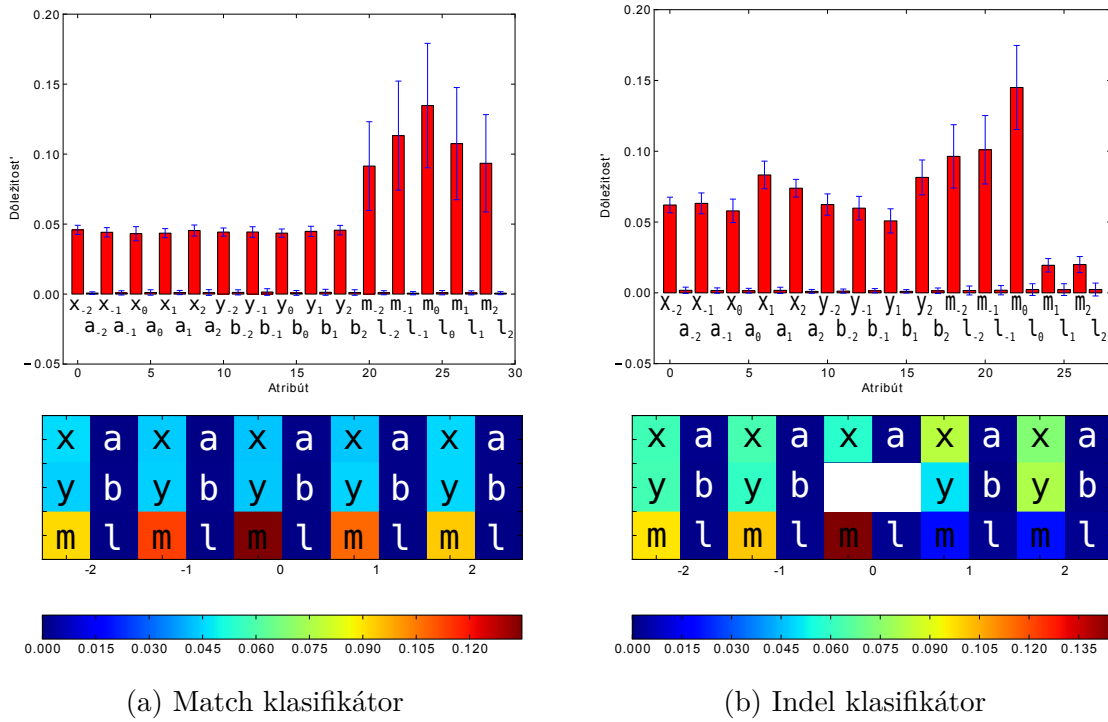 0.20
0.15
0.10
0.05
0.00
−0.05
Dôležitosť
x₋₂ x₋₁ x₀ x₁ x₂ y₋₂ y₋₁ y₀ y₁ y₂ m₋₂ m₋₁ m₀ m₁ m₂
a₋₂ a₋₁ a₀ a₁ a₂ b₋₂ b₋₁ b₀ b₁ b₂ l₋₂ l₋₁ l₀ l₁ l₂
0 5 10 15 20 25 30
Atribút
x a x a x a x a x a
y b y b y b y b y b
m l m l m l m l m l
-2 -1 0 1 2
0.000 0.015 0.030 0.045 0.060 0.075 0.090 0.105 0.120
(a) Match klasifikátor
0.20
0.15
0.10
0.05
0.00
−0.05
Dôležitosť
x₋₂ x₋₁ x₀ x₁ x₂ y₋₂ y₋₁ y₁ y₂ m₋₂ m₋₁ m₀ m₁ m₂
a₋₂ a₋₁ a₀ a₁ a₂ b₋₂ b₋₁ b₁ b₂ l₋₂ l₋₁ l₀ l₁ l₂
0 5 10 15 20 25
Atribút
x a x a x a x a x a
y b y b y b y b
m l m l m l m l m l
-2 -1 0 1 2
0.000 0.015 0.030 0.045 0.060 0.075 0.090 0.105 0.120 0.135
(b) Indel klasifikátor